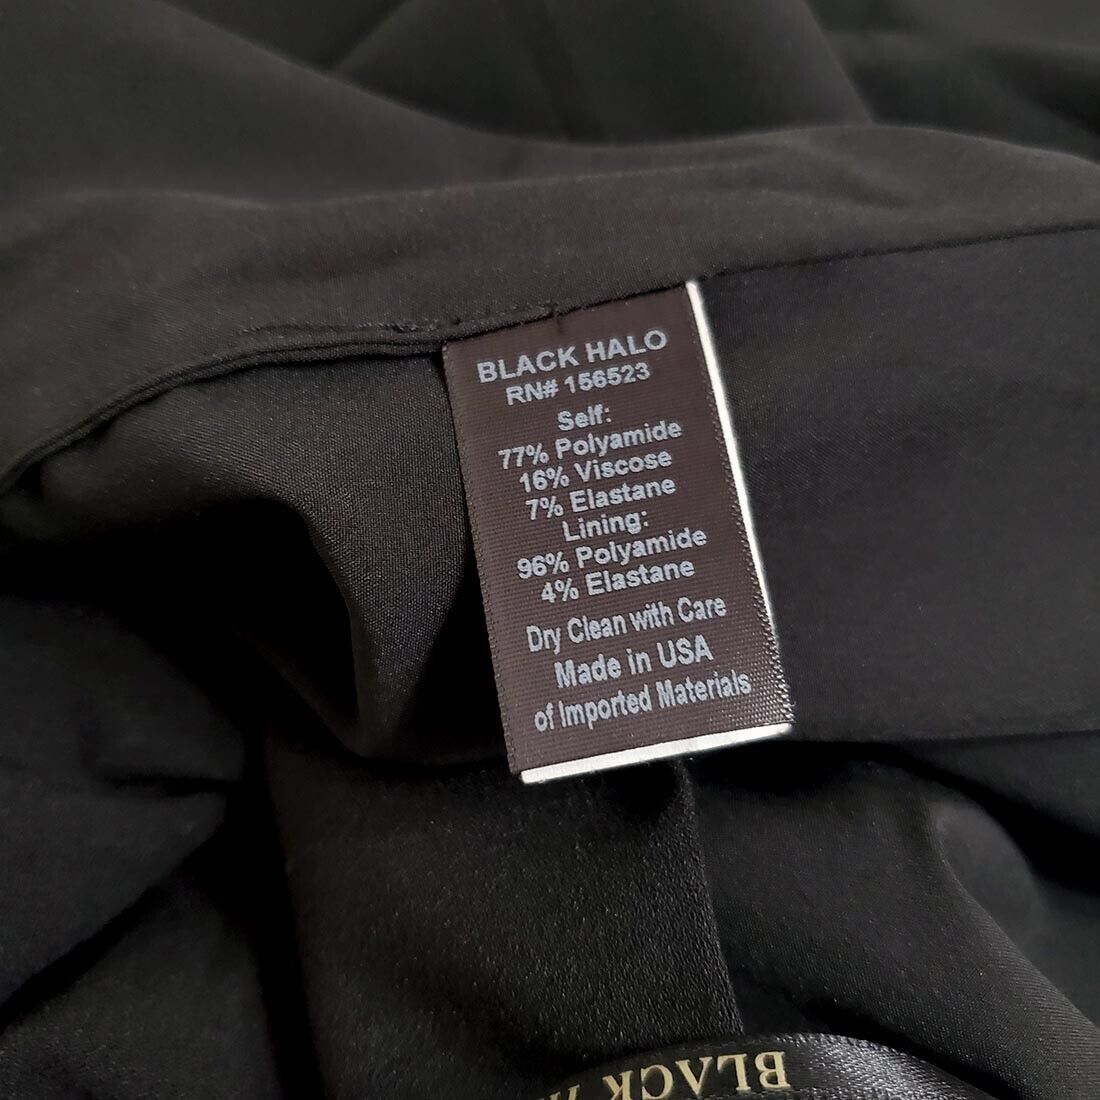 BLACK HALO
RN# 156523
Self:
77% Polyamide
16% Viscose
7% Elastane
Lining:
96% Polyamide
4% Elastane
Dry Clean with Care
Made in USA
of Imported Materials
BLACK